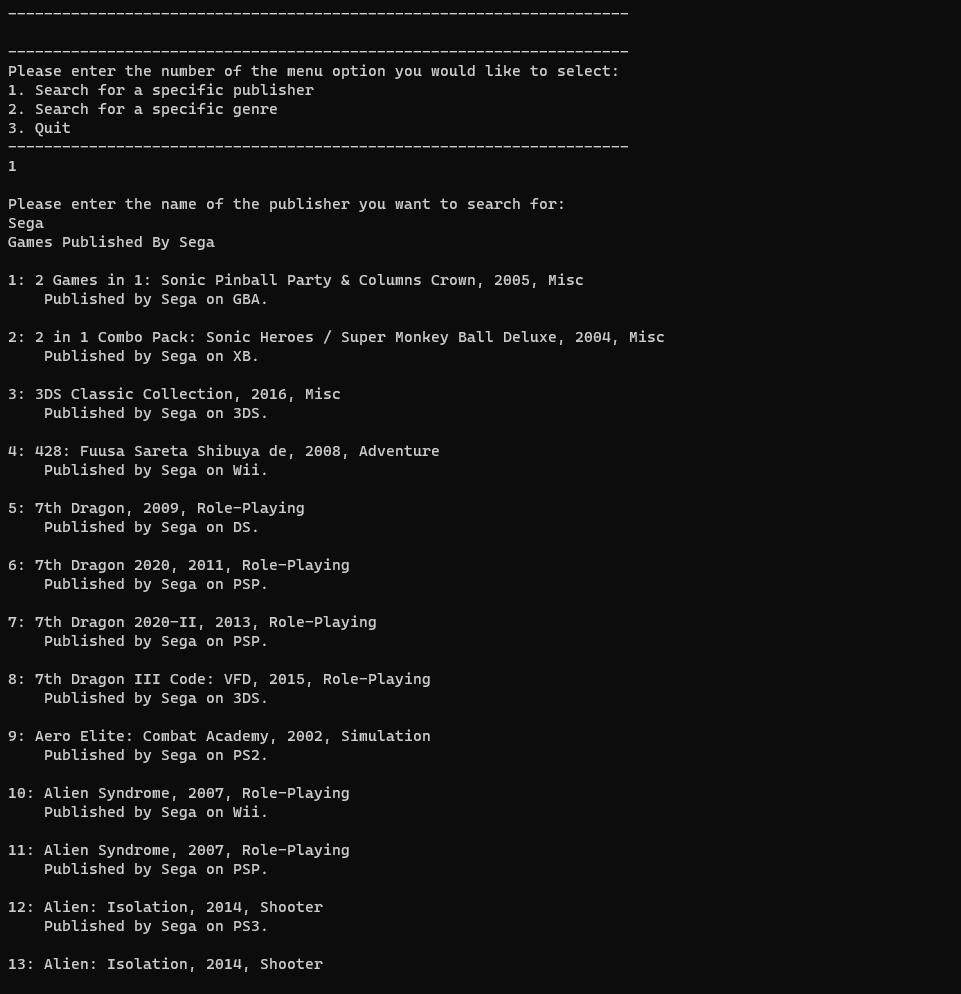 ---------------------------------------------------------------------
---------------------------------------------------------------------
Please enter the number of the menu option you would like to select:
1. Search for a specific publisher
2. Search for a specific genre
3. Quit
---------------------------------------------------------------------
1
Please enter the name of the publisher you want to search for:
Sega
Games Published By Sega
1: 2 Games in 1: Sonic Pinball Party & Columns Crown, 2005, Misc
Published by Sega on GBA.
2: 2 in 1 Combo Pack: Sonic Heroes / Super Monkey Ball Deluxe, 2004, Misc
Published by Sega on XB.
3: 3DS Classic Collection, 2016, Misc
Published by Sega on 3DS.
4: 428: Fuusa Sareta Shibuya de, 2008, Adventure
Published by Sega on Wii.
5: 7th Dragon, 2009, Role-Playing
Published by Sega on DS.
6: 7th Dragon 2020, 2011, Role-Playing
Published by Sega on PSP.
7: 7th Dragon 2020-II, 2013, Role-Playing
Published by Sega on PSP.
8: 7th Dragon III Code: VFD, 2015, Role-Playing
Published by Sega on 3DS.
9: Aero Elite: Combat Academy, 2002, Simulation
Published by Sega on PS2.
10: Alien Syndrome, 2007, Role-Playing
Published by Sega on Wii.
11: Alien Syndrome, 2007, Role-Playing
Published by Sega on PSP.
12: Alien: Isolation, 2014, Shooter
Published by Sega on PS3.
13: Alien: Isolation, 2014, Shooter